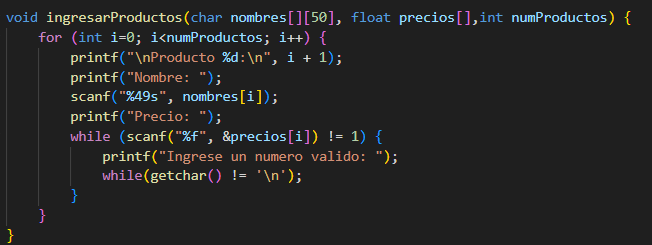 void ingresarProductos(char nombres[][50], float precios[],int numProductos) {
    for (int i=0; i<numProductos; i++) {
        printf("\nProducto %d:\n", i + 1);
        printf("Nombre: ");
        scanf("%49s", nombres[i]);
        printf("Precio: ");
        while (scanf("%f", &precios[i]) != 1) {
            printf("Ingrese un numero valido: ");
            while(getchar() != '\n');
        }
    }
}